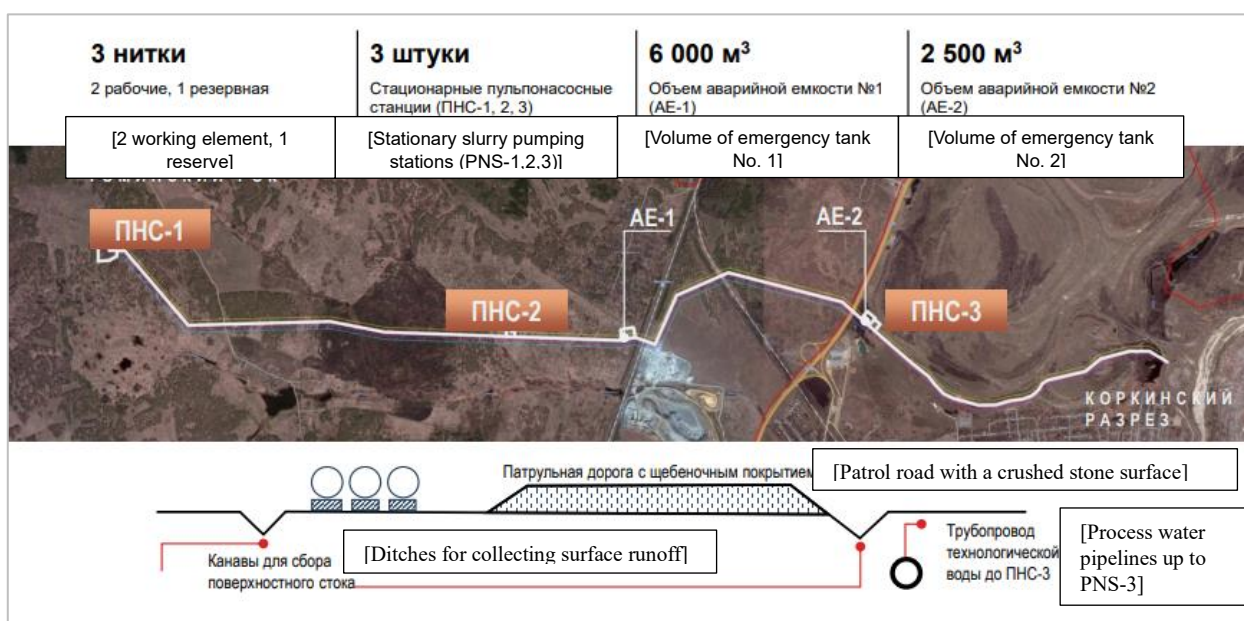 3 нитки
2 рабочие, 1 резервная
[2 working element, 1
reserve]
3 штуки
Стационарные пульпонасосные
станции (ПНС-1, 2, 3)
[Stationary slurry pumping
stations (PNS-1,2,3)]
6 000 м³
Объем аварийной емкости №1
(АЕ-1)
[Volume of emergency tank
No. 1]
2 500 м³
Объем аварийной емкости №2
(АЕ-2)
[Volume of emergency tank
No. 2]
ПНС-1
ПНС-2
АЕ-1
АЕ-2
ПНС-3
КОРКИНСКИЙ
РАЗРЕЗ
Патрульная дорога с щебеночным покрытием
[Patrol road with a crushed stone surface]
Канавы для сбора
поверхностного стока
[Ditches for collecting surface runoff]
Трубопровод
технологической
воды до ПНС-3
[Process water
pipelines up to
PNS-3]